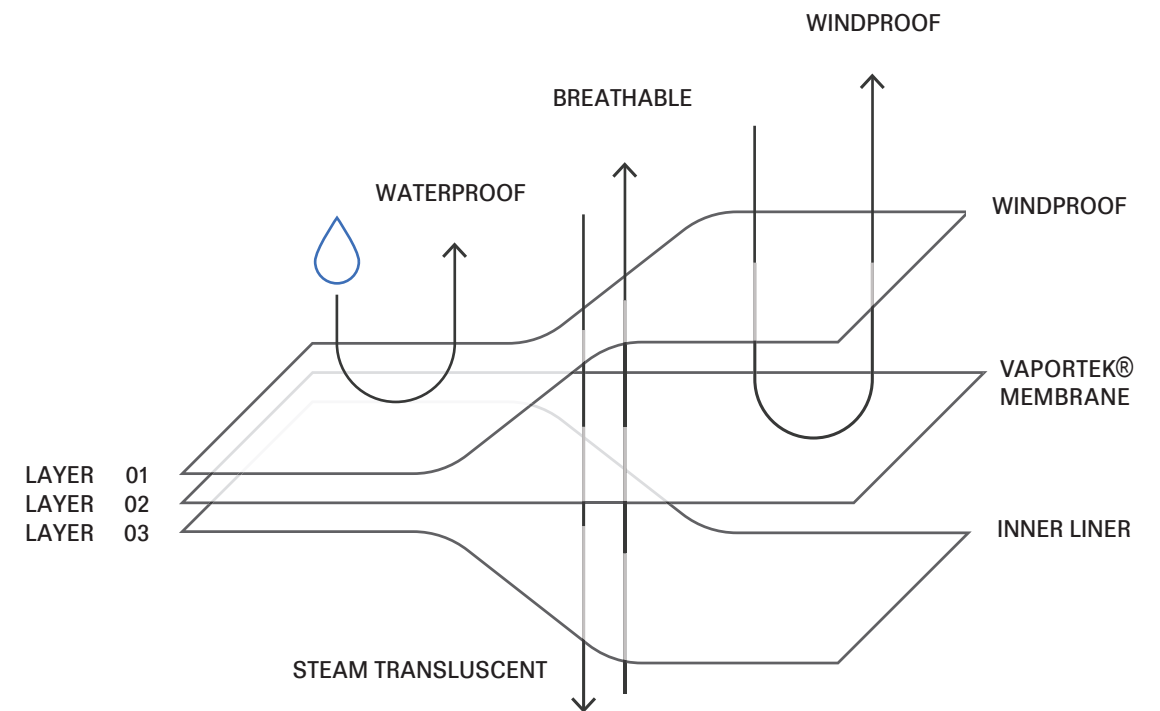 WINDPROOF
BREATHABLE
WATERPROOF
WINDPROOF
VAPORTEK®
MEMBRANE
LAYER 01
LAYER 02
LAYER 03
INNER LINER
STEAM TRANSLUSCENT